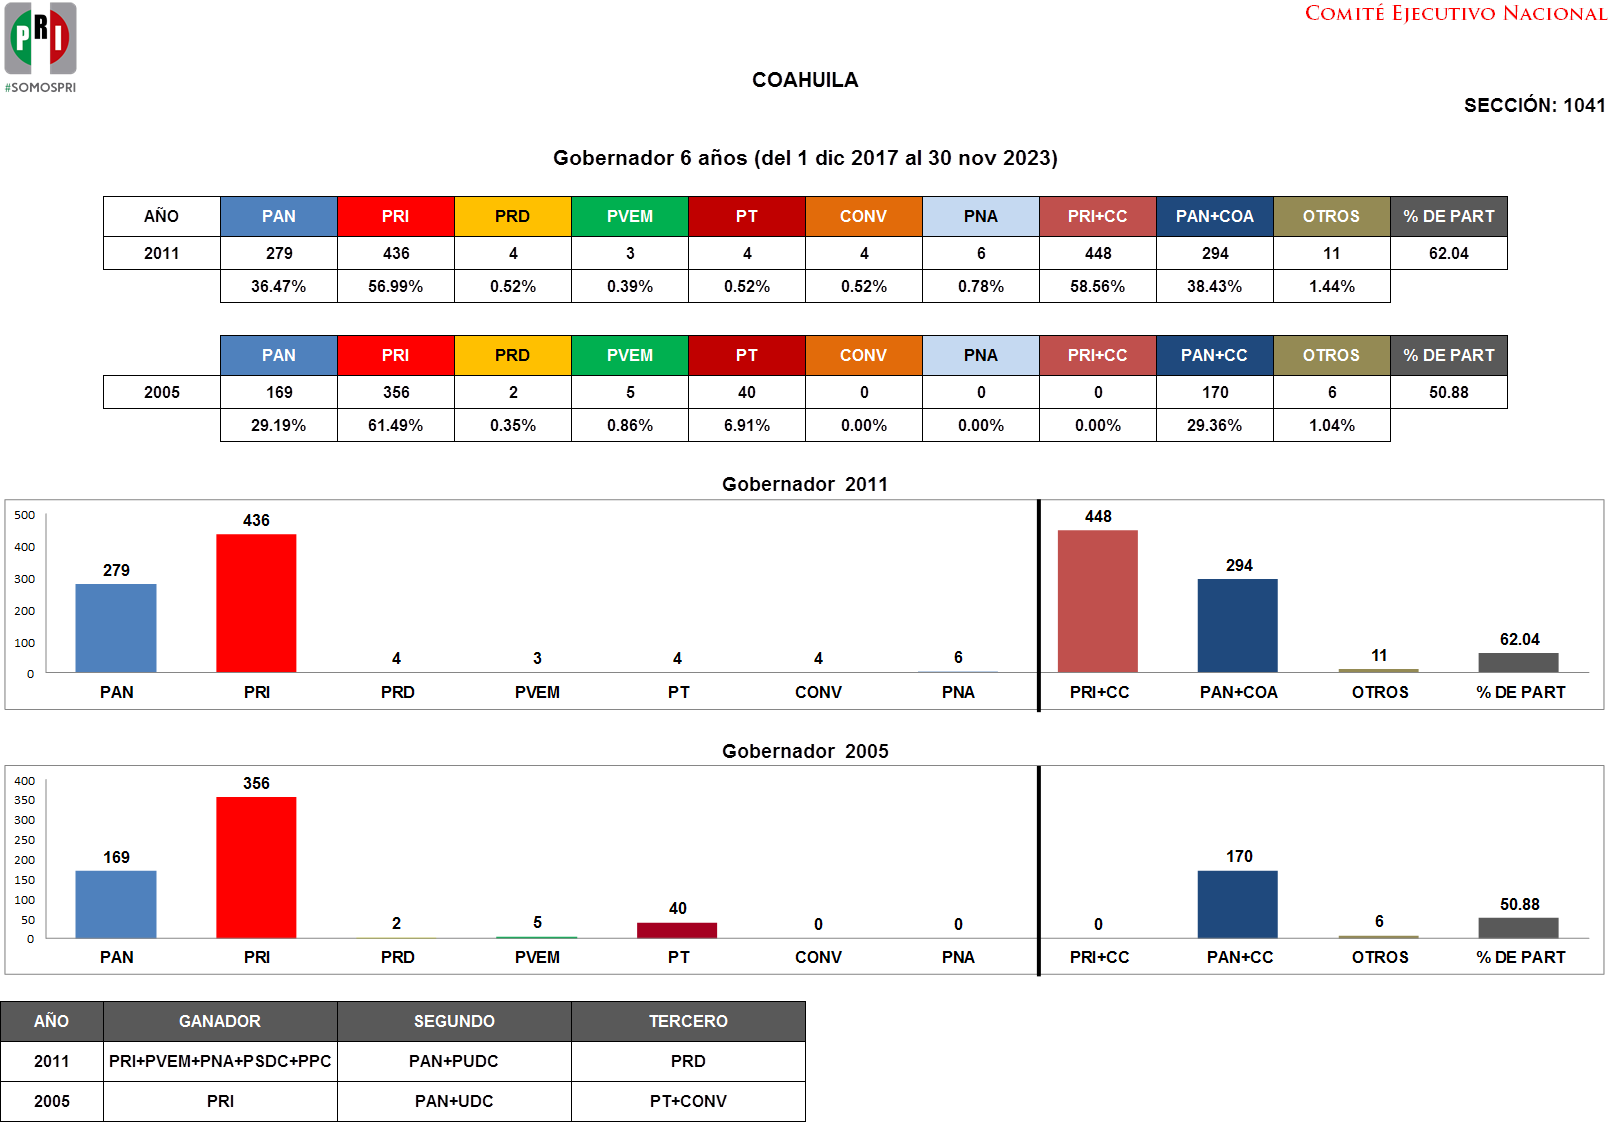 PRI
#SOMOSPRI
COMITÉ EJECUTIVO NACIONAL
COAHUILA
SECCIÓN: 1041
Gobernador 6 años (del 1 dic 2017 al 30 nov 2023)
AÑO PAN PRI PRD PVEM PT CONV PNA PRI+CC PAN+COA OTROS % DE PART
2011 279 436 4 3 4 4 6 448 294 11 62.04
36.47% 56.99% 0.52% 0.39% 0.52% 0.52% 0.78% 58.56% 38.43% 1.44%
PAN PRI PRD PVEM PT CONV PNA PRI+CC PAN+CC OTROS % DE PART
2005 169 356 2 5 40 0 0 0 170 6 50.88
29.19% 61.49% 0.35% 0.86% 6.91% 0.00% 0.00% 0.00% 29.36% 1.04%
Gobernador 2011
500
400
300
200
100
0
279 436 4 3 4 4 6 448 294 11 62.04
PAN PRI PRD PVEM PT CONV PNA PRI+CC PAN+COA OTROS % DE PART
Gobernador 2005
400
350
300
250
200
150
100
50
0
169 356 2 5 40 0 0 0 170 6 50.88
PAN PRI PRD PVEM PT CONV PNA PRI+CC PAN+CC OTROS % DE PART
AÑO GANADOR SEGUNDO TERCERO
2011 PRI+PVEM+PNA+PSDC+PPC PAN+PUDC PRD
2005 PRI PAN+UDC PT+CONV